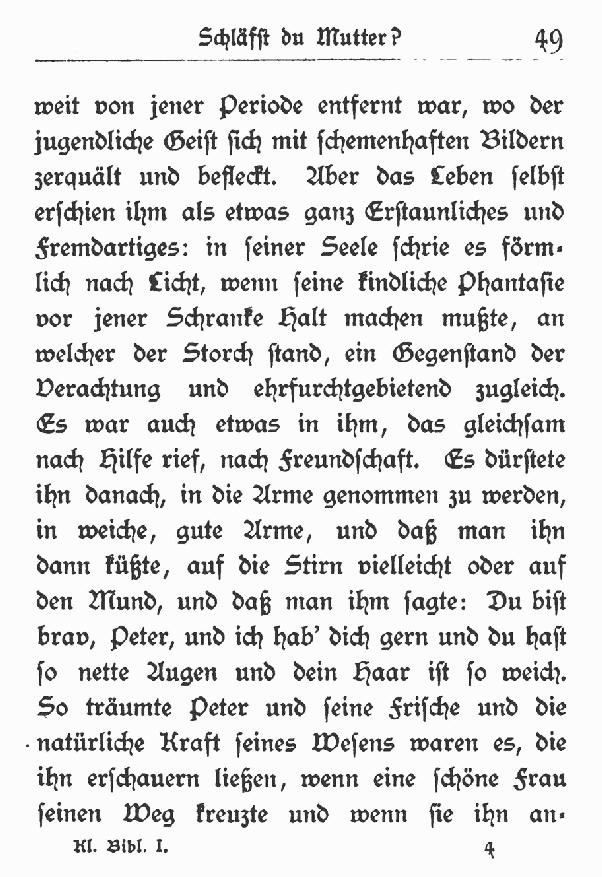 Schläfst du Mutter? 49
weit von jener Periode entfernt war, wo der
jugendliche Geist sich mit schemenhaften Bildern
zerquält und befleckt. Aber das Leben selbst
erschien ihm als etwas ganz Erstaunliches und
Fremdartiges: in seiner Seele schrie es förm-
lich nach Licht, wenn seine kindliche Phantasie
vor jener Schranke Halt machen mußte, an
welcher der Storch stand, ein Gegenstand der
Verachtung und ehrfurchtgebietend zugleich.
Es war auch etwas in ihm, das gleichsam
nach Hilfe rief, nach Freundschaft. Es dürstete
ihn danach, in die Arme genommen zu werden,
in weiche, gute Arme, und daß man ihn
dann küßte, auf die Stirn vielleicht oder auf
den Mund, und daß man ihm sagte: Du bist
brav, Peter, und ich hab' dich gern und du hast
so nette Augen und dein Haar ist so weich.
So träumte Peter und seine Frische und die
natürliche Kraft seines Wesens waren es, die
ihn erschauern ließen, wenn eine schöne Frau
seinen Weg kreuzte und wenn sie ihn an-
Kl. Bibl. I. 4